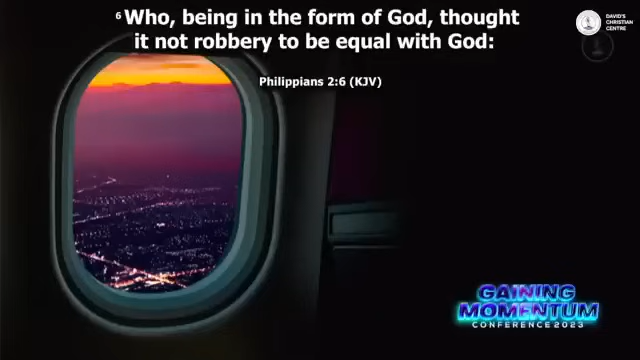 ⁶ Who, being in the form of God, thought
it not robbery to be equal with God:
Philippians 2:6 (KJV)
DAVID'S
CHRISTIAN
CENTRE
GAINING
MOMENTUM
CONFERENCE 2023